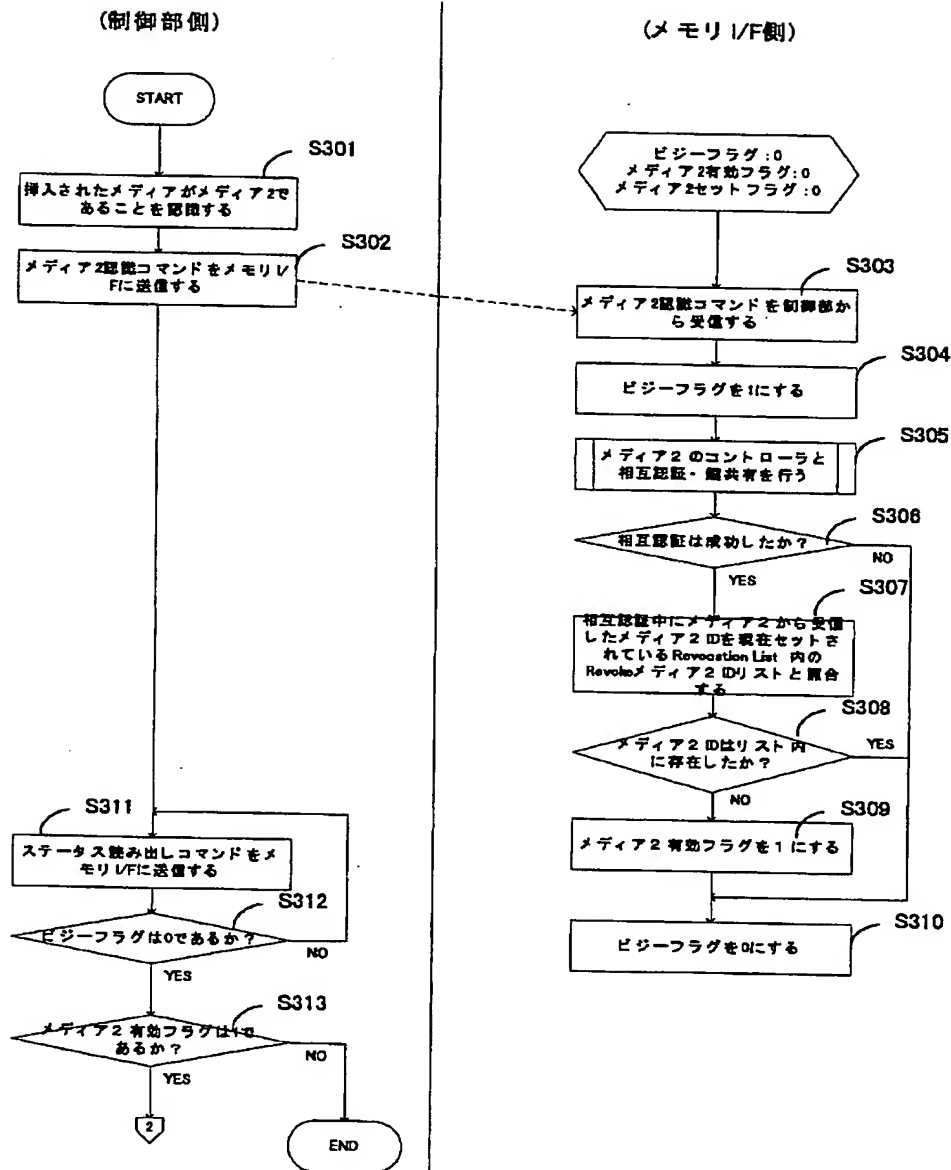 (制御部側)
START
S301
挿入されたメディアがメディア2で
あることを認識する
S302
メディア2認識コマンドをメモリI/
Fに送信する
S311
ステータス読み出しコマンドをメ
モリI/Fに送信する
S312
ビジーフラグは0であるか?
NO
YES
S313
メディア2 有効フラグは1で
あるか?
NO
YES
2
END
(メモリI/F側)
ビジーフラグ:0
メディア2有効フラグ:0
メディア2セットフラグ:0
S303
メディア2認識コマンドを制御部か
ら受信する
S304
ビジーフラグを1にする
S305
メディア2のコントローラと
相互認証・鍵共有を行う
S306
相互認証は成功したか?
NO
YES
S307
相互認証中にメディア2から受信
したメディア2 IDを現在セットさ
れているRevocation List 内の
Revokeメディア2 IDリストと照合
する
S308
メディア2 IDはリスト内
に存在したか?
YES
NO
S309
メディア2 有効フラグを1 にする
S310
ビジーフラグを0にする